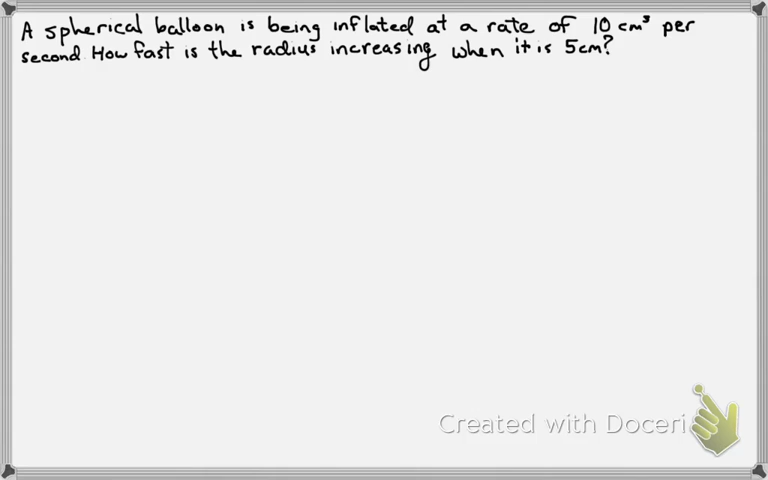 A spherical balloon is being inflated at a rate of 10 cm³ per
second. How fast is the radius increasing when it is 5cm?
Created with Doceri